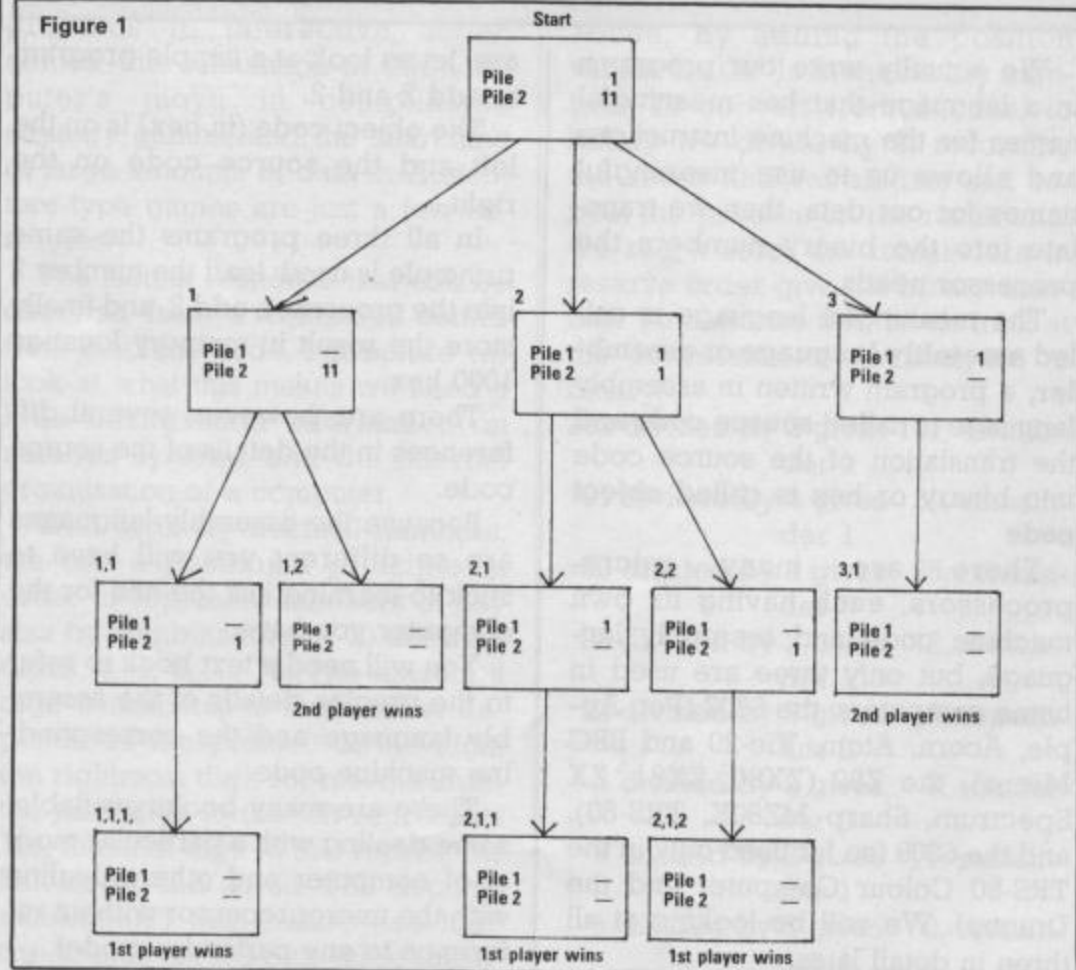 Figure 1
Start
Pile 1 1
Pile 2 11
1
Pile 1 —
Pile 2 11
2
Pile 1 1
Pile 2 1
3
Pile 1 1
Pile 2 —
1,1
Pile 1 —
Pile 2 1
1,2
Pile 1 —
Pile 2 —
2nd player wins
2,1
Pile 1 1
Pile 2 —
2,2
Pile 1 —
Pile 2 1
3,1
Pile 1 —
Pile 2 —
2nd player wins
1,1,1,
Pile 1 —
Pile 2 —
1st player wins
2,1,1
Pile 1 —
Pile 2 —
1st player wins
2,1,2
Pile 1 —
Pile 2 —
1st player wins